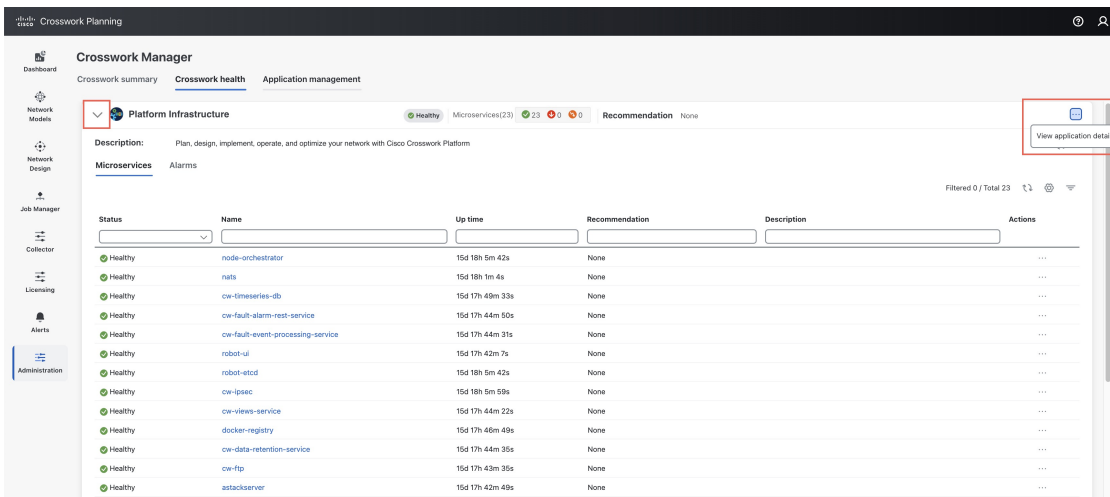 cisco Crosswork Planning
Crosswork Manager
Crosswork summary Crosswork health Application management
Dashboard
Network Models
Network Design
Job Manager
Collector
Licensing
Alerts
Administration
Platform Infrastructure Healthy Microservices(23) 23 0 0 Recommendation None
View application detai
Description: Plan, design, implement, operate, and optimize your network with Cisco Crosswork Platform
Microservices Alarms
Filtered 0 / Total 23
Status Name Up time Recommendation Description Actions
Healthy node-orchestrator 15d 18h 5m 42s None ...
Healthy nats 15d 18h 1m 4s None ...
Healthy cw-timeseries-db 15d 17h 49m 33s None ...
Healthy cw-fault-alarm-rest-service 15d 17h 44m 50s None ...
Healthy cw-fault-event-processing-service 15d 17h 44m 31s None ...
Healthy robot-ui 15d 17h 42m 7s None ...
Healthy robot-etcd 15d 18h 5m 42s None ...
Healthy cw-ipsec 15d 18h 5m 59s None ...
Healthy cw-views-service 15d 17h 44m 22s None ...
Healthy docker-registry 15d 17h 46m 49s None ...
Healthy cw-data-retention-service 15d 17h 44m 35s None ...
Healthy cw-ftp 15d 17h 43m 35s None ...
Healthy astackserver 15d 17h 42m 49s None ...